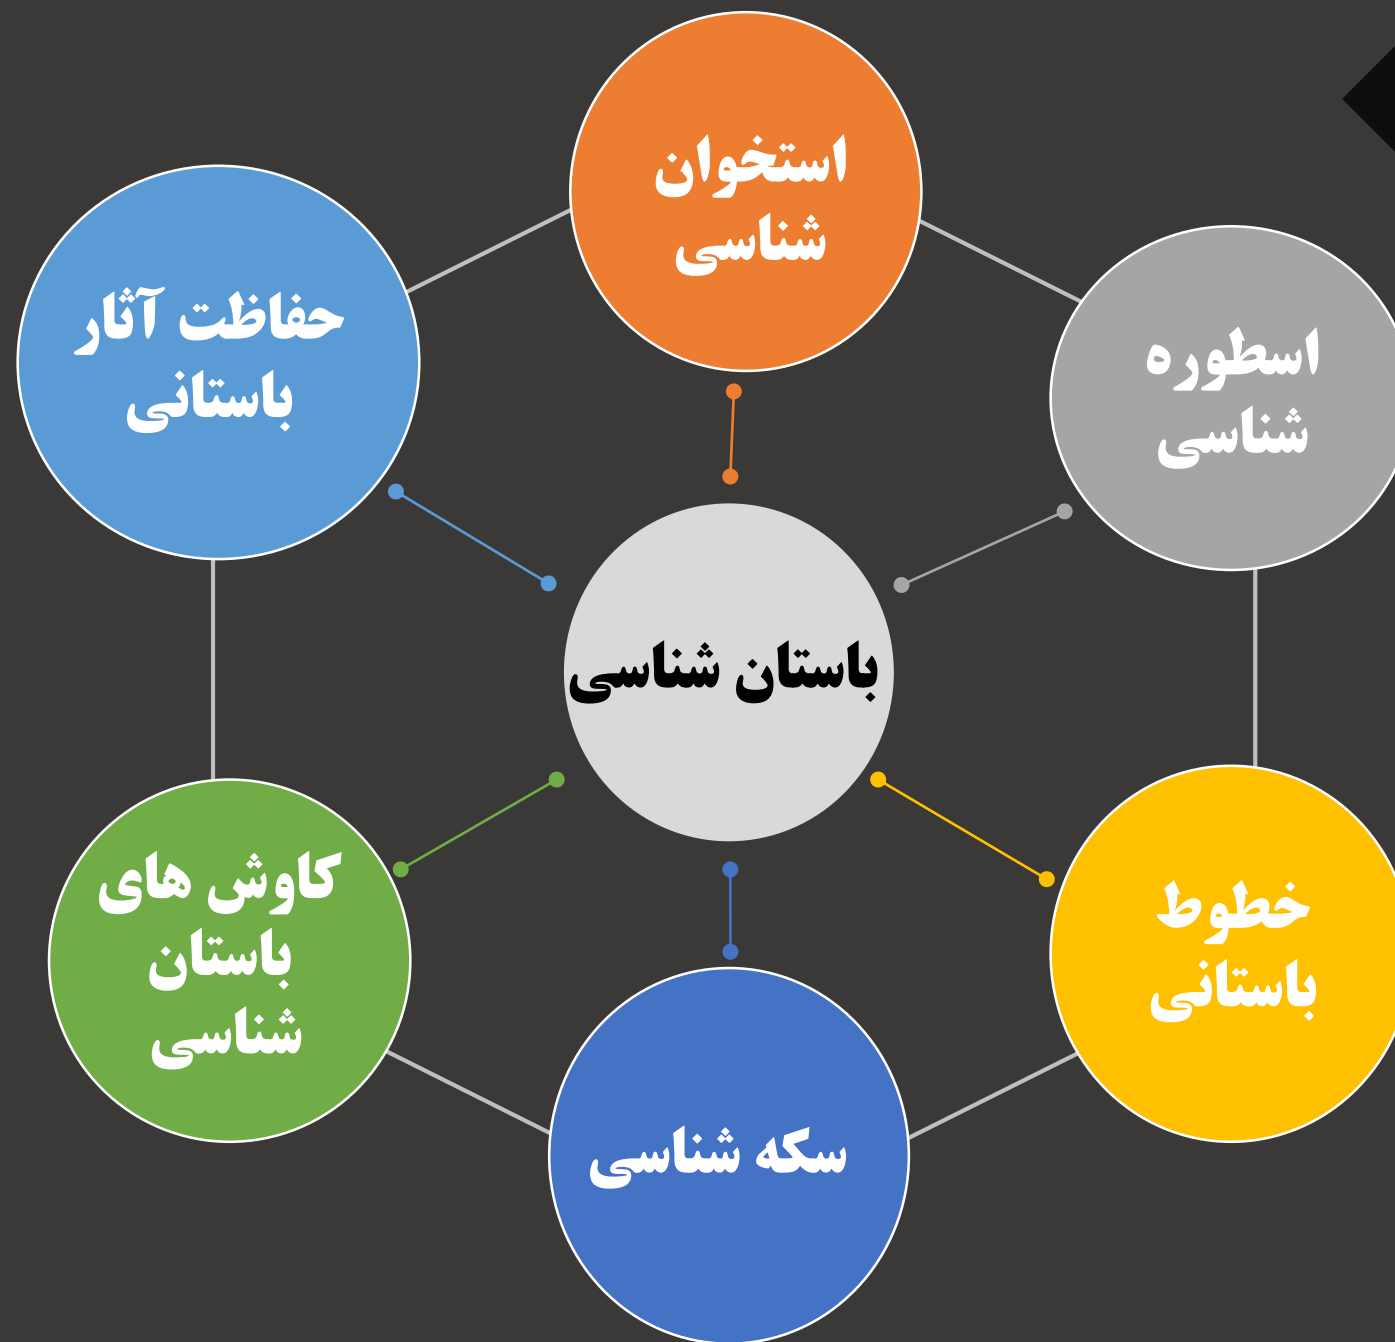 استخوان
شناسی
اسطوره
شناسی
حفاظت آثار
باستانی
باستان شناسی
خطوط
باستانی
کاوش های
باستان
شناسی
سکه شناسی